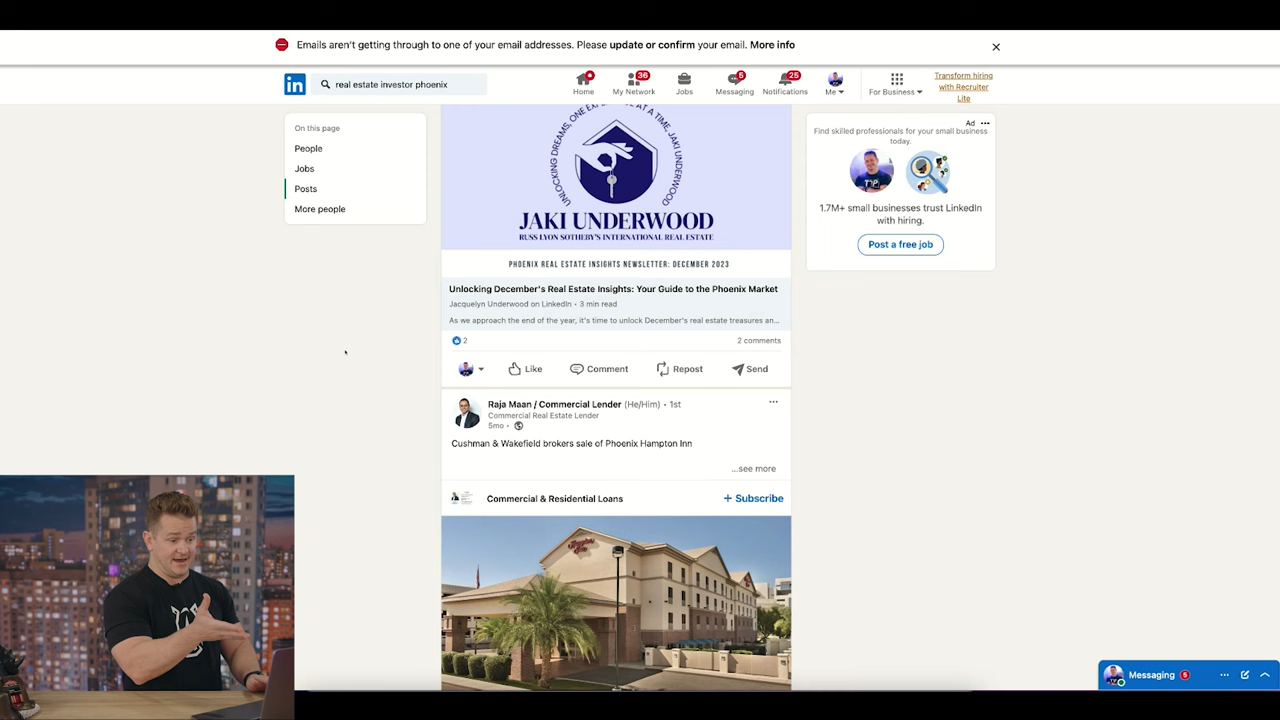 Emails aren't getting through to one of your email addresses. Please update or confirm your email. More info
in
real estate investor phoenix
Home
36
My Network
Jobs
5
Messaging
25
Notifications
Me
For Business
Transform hiring
with Recruiter
Lite
On this page
People
Jobs
Posts
More people
UNLOCKING DREAMS, ONE EXPERIENCE AT A TIME, JAKI UNDERWOOD
JAKI UNDERWOOD
RUSS LYON SOTHEBY'S INTERNATIONAL REAL ESTATE
PHOENIX REAL ESTATE INSIGHTS NEWSLETTER: DECEMBER 2023
Unlocking December's Real Estate Insights: Your Guide to the Phoenix Market
Jacquelyn Underwood on LinkedIn • 3 min read
As we approach the end of the year, it's time to unlock December's real estate treasures an...
2
2 comments
Like
Comment
Repost
Send
Raja Maan / Commercial Lender (He/Him) • 1st
Commercial Real Estate Lender
5mo •
Cushman & Wakefield brokers sale of Phoenix Hampton Inn
...see more
Commercial & Residential Loans
+ Subscribe
Hampton Inn
Ad
Find skilled professionals for your small business
today.
1.7M+ small businesses trust LinkedIn
with hiring.
Post a free job
Messaging 5